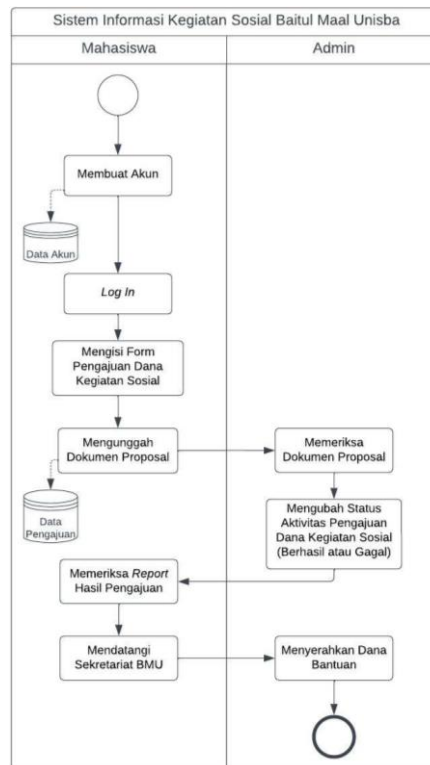 Sistem Informasi Kegiatan Sosial Baitul Maal Unisba
Mahasiswa
Admin
Membuat Akun
Data Akun
Log In
Mengisi Form
Pengajuan Dana
Kegiatan Sosial
Mengunggah
Dokumen Proposal
Memeriksa
Dokumen Proposal
Data
Pengajuan
Mengubah Status
Aktivitas Pengajuan
Dana Kegiatan Sosial
(Berhasil atau Gagal)
Memeriksa Report
Hasil Pengajuan
Mendatangi
Sekretariat BMU
Menyerahkan Dana
Bantuan